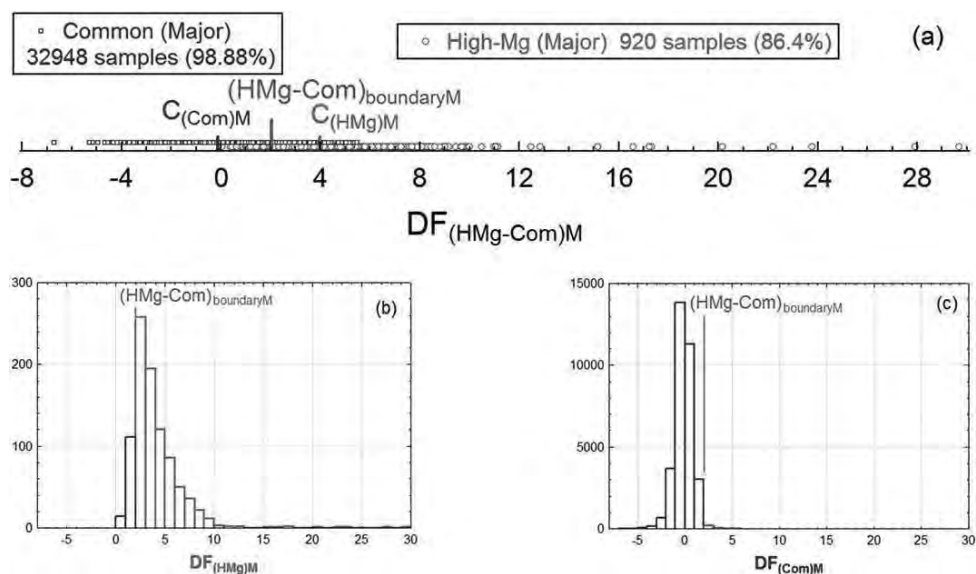 Common (Major)
32948 samples (98.88%)
High-Mg (Major) 920 samples (86.4%)
(a)
(HMg-Com)boundaryM
C(Com)M
C(HMg)M
-8 -4 0 4 8 12 16 20 24 28
DF(HMg-Com)M
300
200
100
0
(HMg-Com)boundaryM
(b)
-5 0 5 10 15 20 25 30
DF(HMg)M
15000
10000
5000
0
(HMg-Com)boundaryM
(c)
-5 0 5 10 15 20 25 30
DF(Com)M